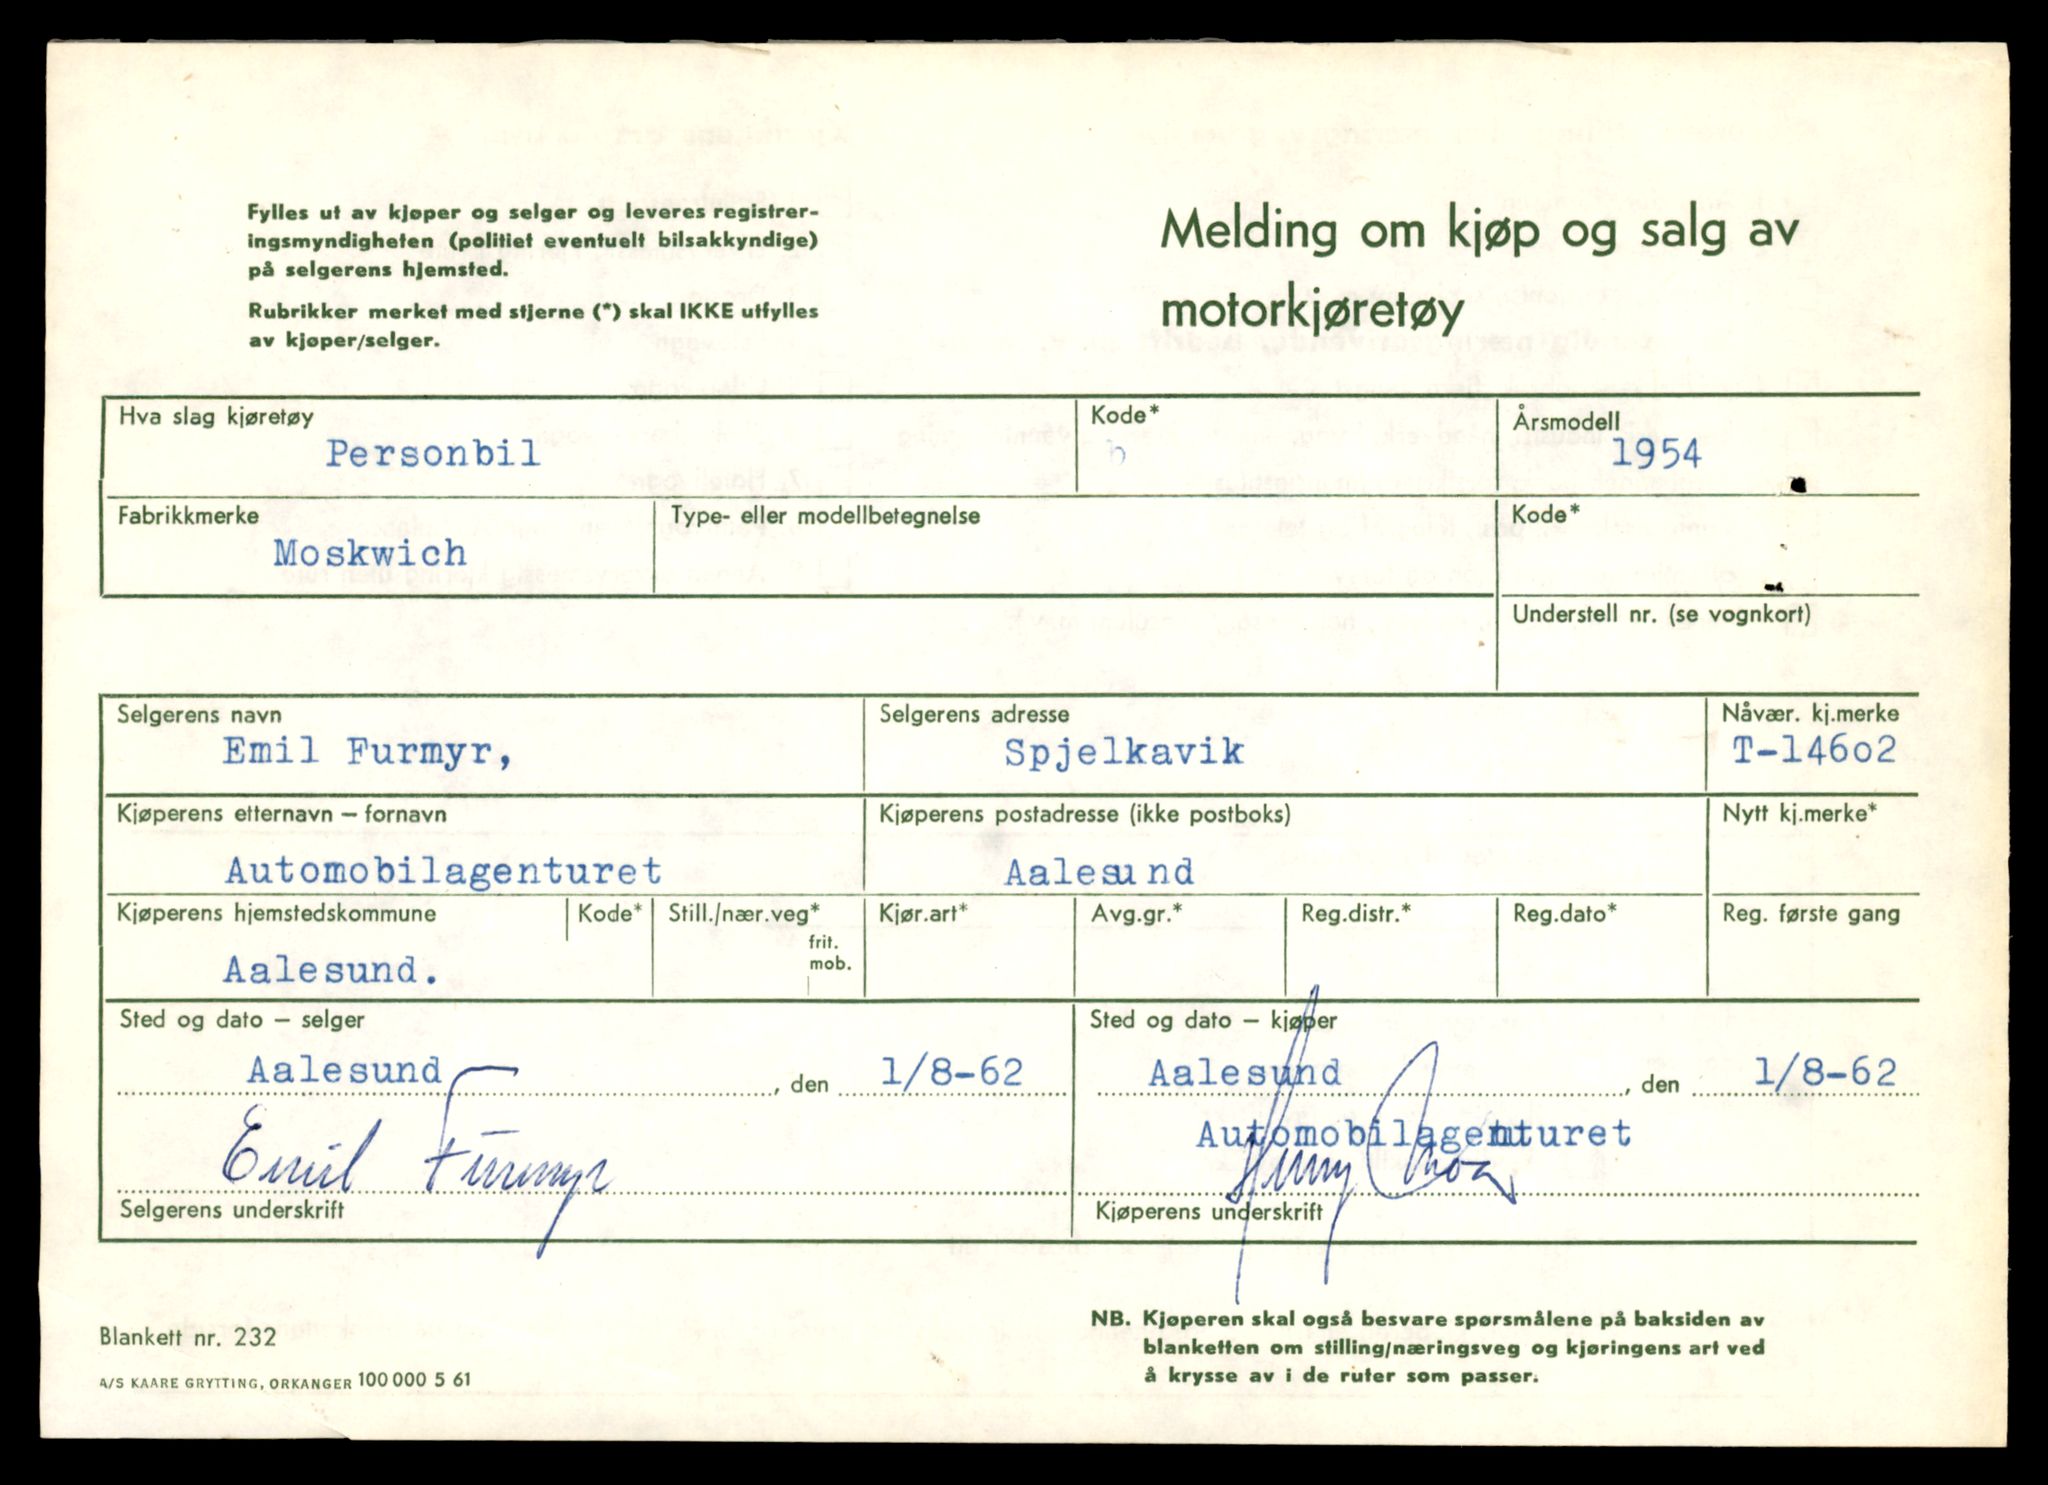 Fylles ut av kjøper og selger og leveres registrer-
ingsmyndigheten (politiet eventuelt bilsakkyndige)
på selgerens hjemsted.
Rubrikker merket med stjerne (*) skal IKKE utfylles
av kjøper/selger.
Melding om kjøp og salg av
motorkjøretøy
Hva slag kjøretøy
Personbil
Kode*
b
Årsmodell
1954
Fabrikkmerke
Moskwich
Type- eller modellbetegnelse
Kode*
Understell nr. (se vognkort)
Selgerens navn
Emil Furmyr,
Selgerens adresse
Spjelkavik
Nåvær. kj.merke
T-146o2
Kjøperens etternavn – fornavn
Automobilagenturet
Kjøperens postadresse (ikke postboks)
Aalesund
Nytt kj.merke*
Kjøperens hjemstedskommune
Aalesund.
Kode*
Still./nær.veg*
frit.
mob.
Kjør.art*
Avg.gr.*
Reg.distr.*
Reg.dato*
Reg. første gang
Sted og dato – selger
Aalesund, den 1/8-62
Emil Furmyr
Selgerens underskrift
Sted og dato – kjøper
Aalesund, den 1/8-62
Automobilagenturet
Kjøperens underskrift
Blankett nr. 232
A/S KAARE GRYTTING, ORKANGER 100 000 5 61
NB. Kjøperen skal også besvare spørsmålene på baksiden av
blanketten om stilling/næringsveg og kjøringens art ved
å krysse av i de ruter som passer.